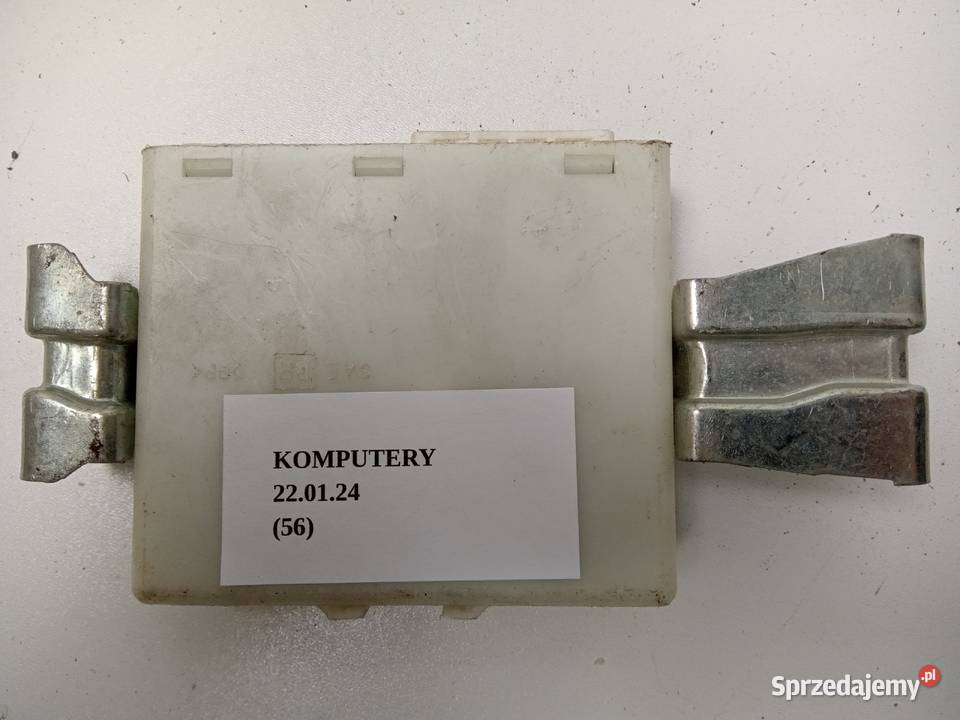 KOMPUTERY
22.01.24
(56)
Sprzedajemy.pl